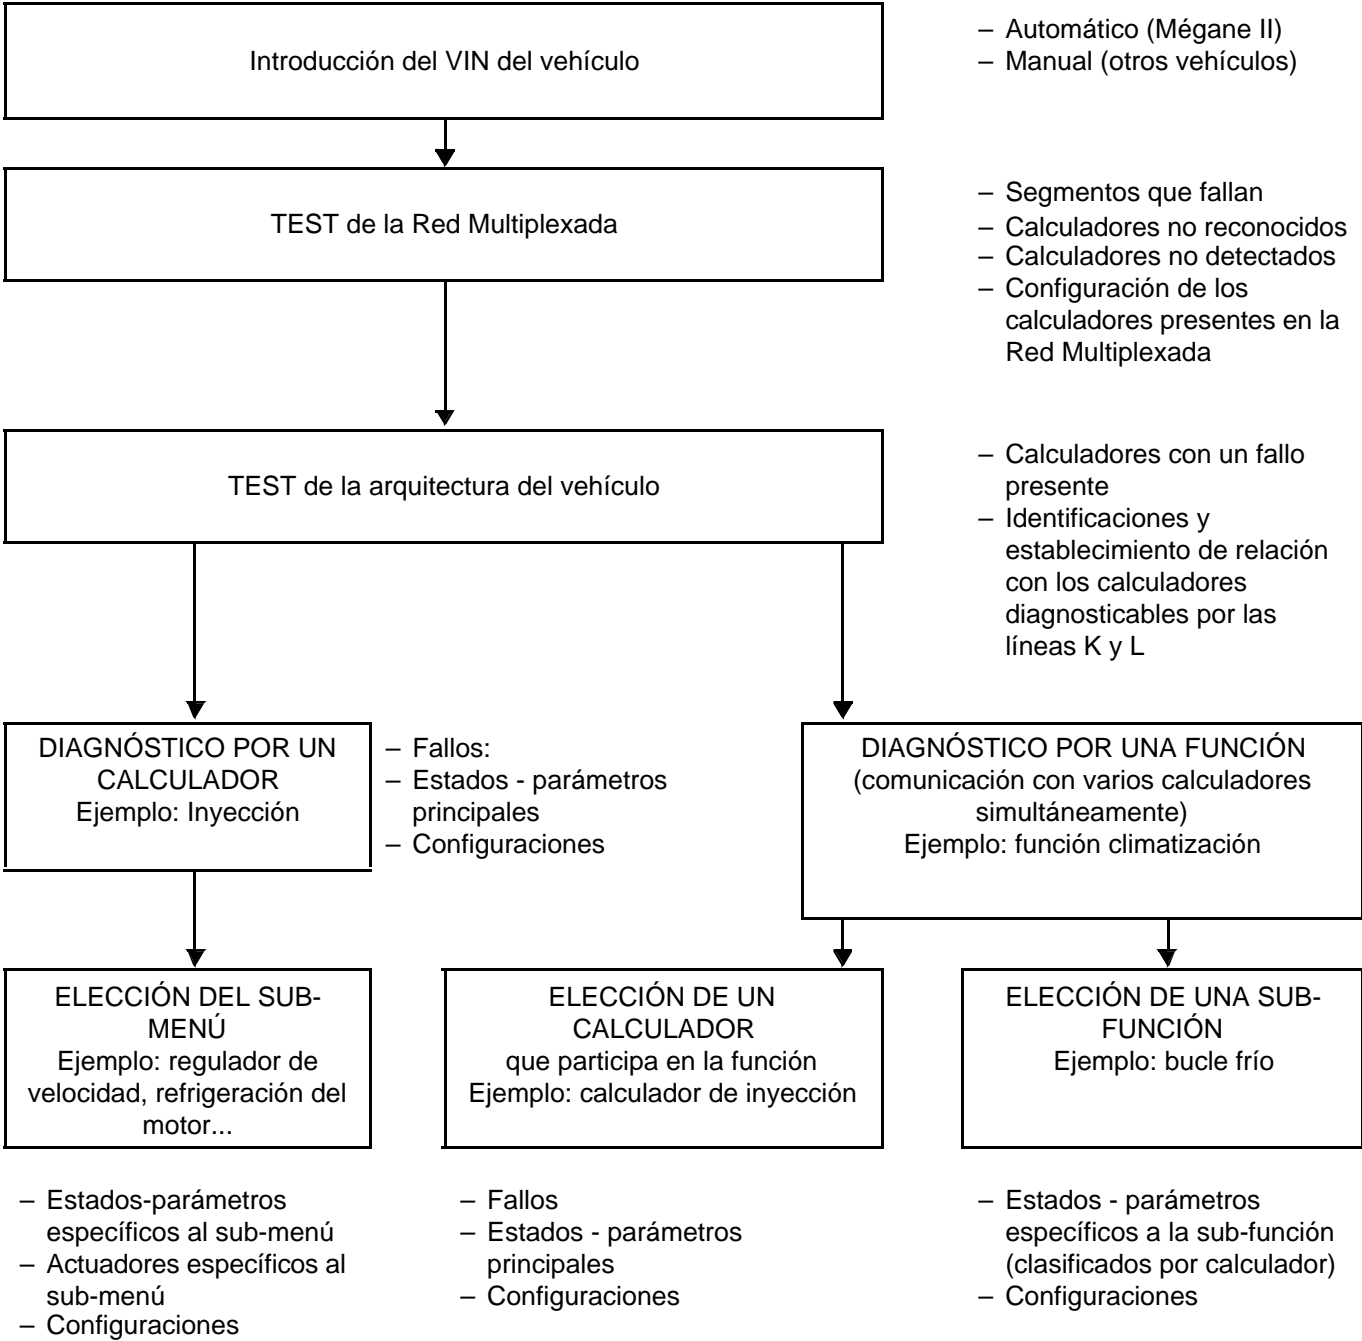 Introducción del VIN del vehículo
– Automático (Mégane II)
– Manual (otros vehículos)
TEST de la Red Multiplexada
– Segmentos que fallan
– Calculadores no reconocidos
– Calculadores no detectados
– Configuración de los
calculadores presentes en la
Red Multiplexada
TEST de la arquitectura del vehículo
– Calculadores con un fallo
presente
– Identificaciones y
establecimiento de relación
con los calculadores
diagnosticables por las
líneas K y L
DIAGNÓSTICO POR UN
CALCULADOR
Ejemplo: Inyección
– Fallos:
– Estados - parámetros
principales
– Configuraciones
DIAGNÓSTICO POR UNA FUNCIÓN
(comunicación con varios calculadores
simultáneamente)
Ejemplo: función climatización
ELECCIÓN DEL SUB-
MENÚ
Ejemplo: regulador de
velocidad, refrigeración del
motor...
ELECCIÓN DE UN
CALCULADOR
que participa en la función
Ejemplo: calculador de inyección
ELECCIÓN DE UNA SUB-
FUNCIÓN
Ejemplo: bucle frío
– Estados-parámetros
específicos al sub-menú
– Actuadores específicos al
sub-menú
– Configuraciones
– Fallos
– Estados - parámetros
principales
– Configuraciones
– Estados - parámetros
específicos a la sub-función
(clasificados por calculador)
– Configuraciones